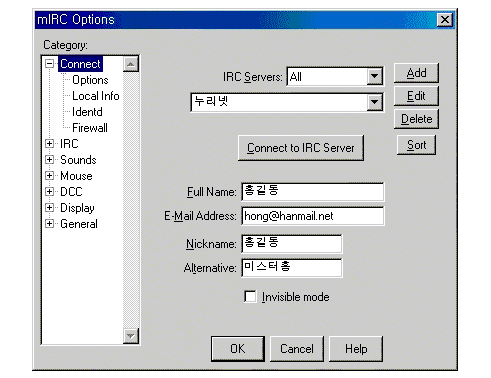 mIRC Options
Category:
Connect
Options
Local Info
Identd
Firewall
IRC
Sounds
Mouse
DCC
Display
General
IRC Servers: All
Add
누리넷
Edit
Delete
Connect to IRC Server
Sort
Full Name: 홍길동
E-Mail Address: hong@hanmail.net
Nickname: 홍길동
Alternative: 미스터홍
Invisible mode
OK Cancel Help